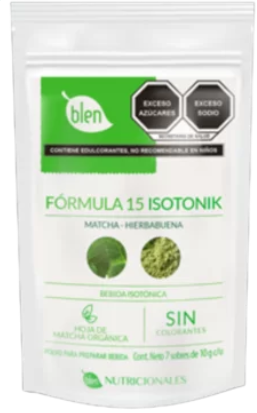 blen
EXCESO AZÚCARES
EXCESO SODIO
SECRETARÍA DE SALUD
CONTIENE EDULCORANTES, NO RECOMENDABLE EN NIÑOS
FÓRMULA 15 ISOTONIK
MATCHA - HIERBABUENA
BEBIDA ISOTÓNICA
HOJA DE
MATCHA ORGÁNICA
SIN
COLORANTES
POLVO PARA PREPARAR BEBIDA Cont. Neto 7 sobres de 10 g c/u
blen NUTRICIONALES